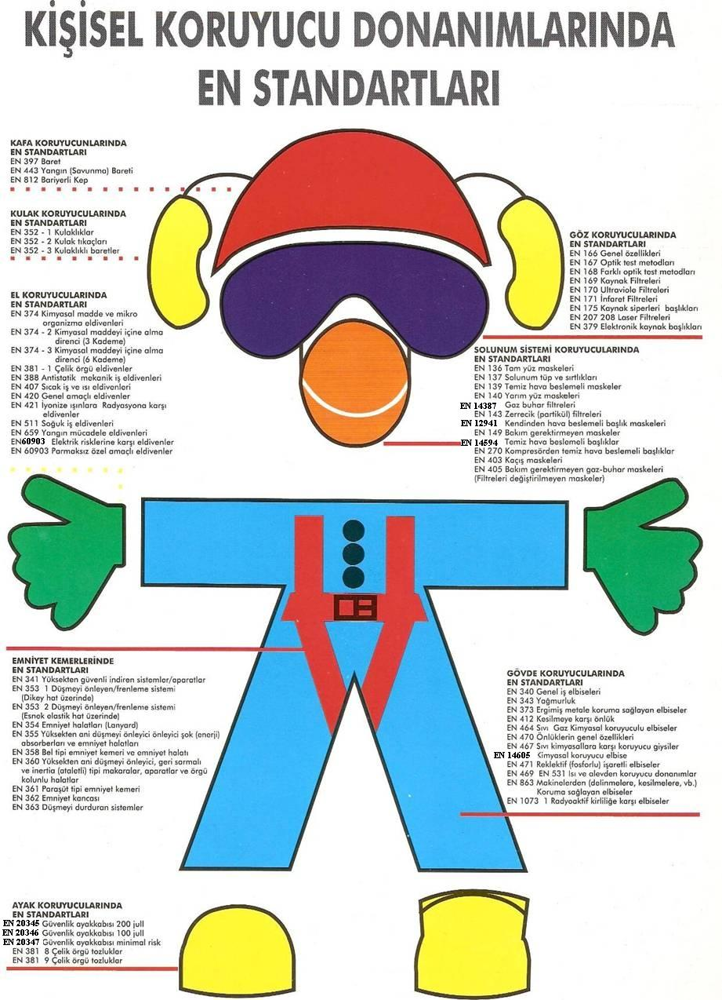 KİŞİSEL KORUYUCU DONANIMLARINDA
EN STANDARTLARI
KAFA KORUYUCUNLARINDA
EN STANDARTLARI
EN 397 Baret
EN 443 Yangın (Savunma) Bareti
EN 812 Bariyerli Kep
KULAK KORUYUCULARINDA
EN STANDARTLARI
EN 352 - 1 Kulaklıklar
EN 352 - 2 Kulak tıkaçları
EN 352 - 3 Kulaklıklı baretler
EL KORUYUCULARINDA
EN STANDARTLARI
EN 374 Kimyasal madde ve mikro
organizma eldivenleri
EN 374 - 2 Kimyasal maddeyi içine alma
direnci (3 Kademe)
EN 374 - 3 Kimyasal maddeyi içine alma
direnci (6 Kademe)
EN 381 - 1 Çelik örgü eldivenler
EN 388 Antistatik mekanik iş eldivenleri
EN 407 Sıcak iş ve ısı eldivenleri
EN 420 Genel amaçlı eldivenler
EN 421 İyonize ışınlara Radyasyona karşı
eldivenler
EN 511 Soğuk iş eldivenleri
EN 659 Yangın mücadele eldivenleri
EN60903 Elektrik risklerine karşı eldivenler
EN 60903 Parmaksız özel amaçlı eldivenler
GÖZ KORUYUCULARINDA
EN STANDARTLARI
EN 166 Genel özellikleri
EN 167 Optik test metodları
EN 168 Farklı optik test metodları
EN 169 Kaynak Filtreleri
EN 170 Ultraviole Filtreleri
EN 171 İnfaret Filtreleri
EN 175 Kaynak siperleri başlıkları
EN 207 208 Laser Filtreleri
EN 379 Elektronik kaynak başlıkları
SOLUNUM SİSTEMİ KORUYUCULARINDA
EN STANDARTLARI
EN 136 Tam yüz maskeleri
EN 137 Solunum tüp ve sırtlıkları
EN 139 Temiz hava beslemeli maskeler
EN 140 Yarım yüz maskeleri
EN 14387 Gaz buhar filtreleri
EN 143 Zerrecik (partikül) filtreleri
EN 12941 Kendinden hava beslemeli başlık maskeleri
EN 149 Bakım gerektirmeyen maskeler
EN 14594 Temiz hava beslemeli başlıklar
EN 270 Kompresörden temiz hava beslemeli başlıklar
EN 403 Kaçış maskeleri
EN 405 Bakım gerektirmeyen gaz-buhar maskeleri
(Filtreleri değiştirilmeyen maskeler)
EMNİYET KEMERLERİNDE
EN STANDARTLARI
EN 341 Yüksekten güvenli indiren sistemler/aparatlar
EN 353 1 Düşmeyi önleyen/frenleme sistemi
(Dikey hat üzerinde)
EN 353 2 Düşmeyi önleyen/frenleme sistemi
(Esnek elastik hat üzerinde)
EN 354 Emniyet halatları (Lanyard)
EN 355 Yüksekten ani düşmeyi önleyici önleyici şok (enerji)
absorberları ve emniyet halatları
EN 358 Bel tipi emniyet kemeri ve emniyet halatı
EN 360 Yüksekten ani düşmeyi önleyici, geri sarmalı
ve inertia (ataletli) tipi makaralar, aparatlar ve örgü
kolunlu halatlar
EN 361 Paraşüt tipi emniyet kemeri
EN 362 Emniyet kancası
EN 363 Düşmeyi durduran sistemler
GÖVDE KORUYUCULARINDA
EN STANDARTLARI
EN 340 Genel iş elbiseleri
EN 343 Yağmurluk
EN 373 Ergimiş metale koruma sağlayan elbiseler
EN 412 Kesilmeye karşı önlük
EN 464 Sıvı Gaz Kimyasal koruyuculu elbiseler
EN 470 Önlüklerin genel özellikleri
EN 467 Sıvı kimyasallara karşı koruyucu giysiler
EN 14605 Kimyasal koruyucu elbise
EN 471 Reklektif (fosforlu) işaretli elbiseler
EN 469 EN 531 Isı ve alevden koruyucu donanımlar
EN 863 Makinelerden (delinmelere, kesilmelere, vb.)
Koruma sağlayan elbiseler
EN 1073 1 Radyoaktif kirliliğe karşı elbiseler
AYAK KORUYUCULARINDA
EN STANDARTLARI
EN 20345 Güvenlik ayakkabısı 200 jull
EN 20346 Güvenlik ayakkabısı 100 jull
EN 20347 Güvenlik ayakkabısı minimal risk
EN 381 8 Çelik örgü tozluklar
EN 381 9 Çelik örgü tozluklar